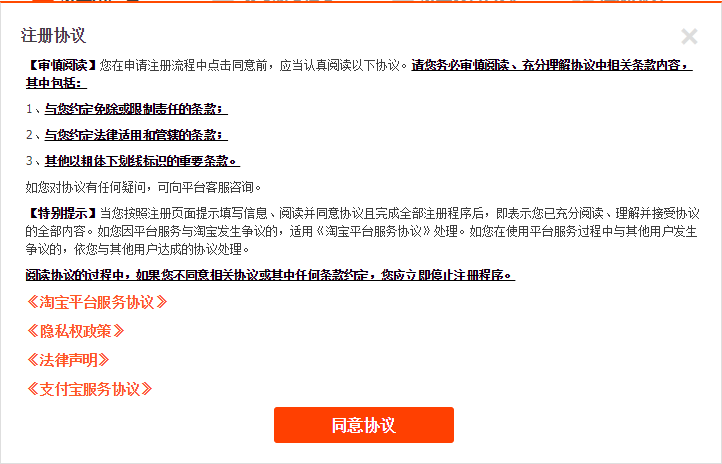 注册协议
【审慎阅读】您在申请注册流程中点击同意前，应当认真阅读以下协议。请您务必审慎阅读、充分理解协议中相关条款内容，
其中包括：
1、与您约定免除或限制责任的条款；
2、与您约定法律适用和管辖的条款；
3、其他以粗体下划线标识的重要条款。
如您对协议有任何疑问，可向平台客服咨询。
【特别提示】当您按照注册页面提示填写信息、阅读并同意协议且完成全部注册程序后，即表示您已充分阅读、理解并接受协议
的全部内容。如您因平台服务与淘宝发生争议的，适用《淘宝平台服务协议》处理。如您在使用平台服务过程中与其他用户发生
争议的，依您与其他用户达成的协议处理。
阅读协议的过程中，如果您不同意相关协议或其中任何条款约定，您应立即停止注册程序。
《淘宝平台服务协议》
《隐私权政策》
《法律声明》
《支付宝服务协议》
同意协议